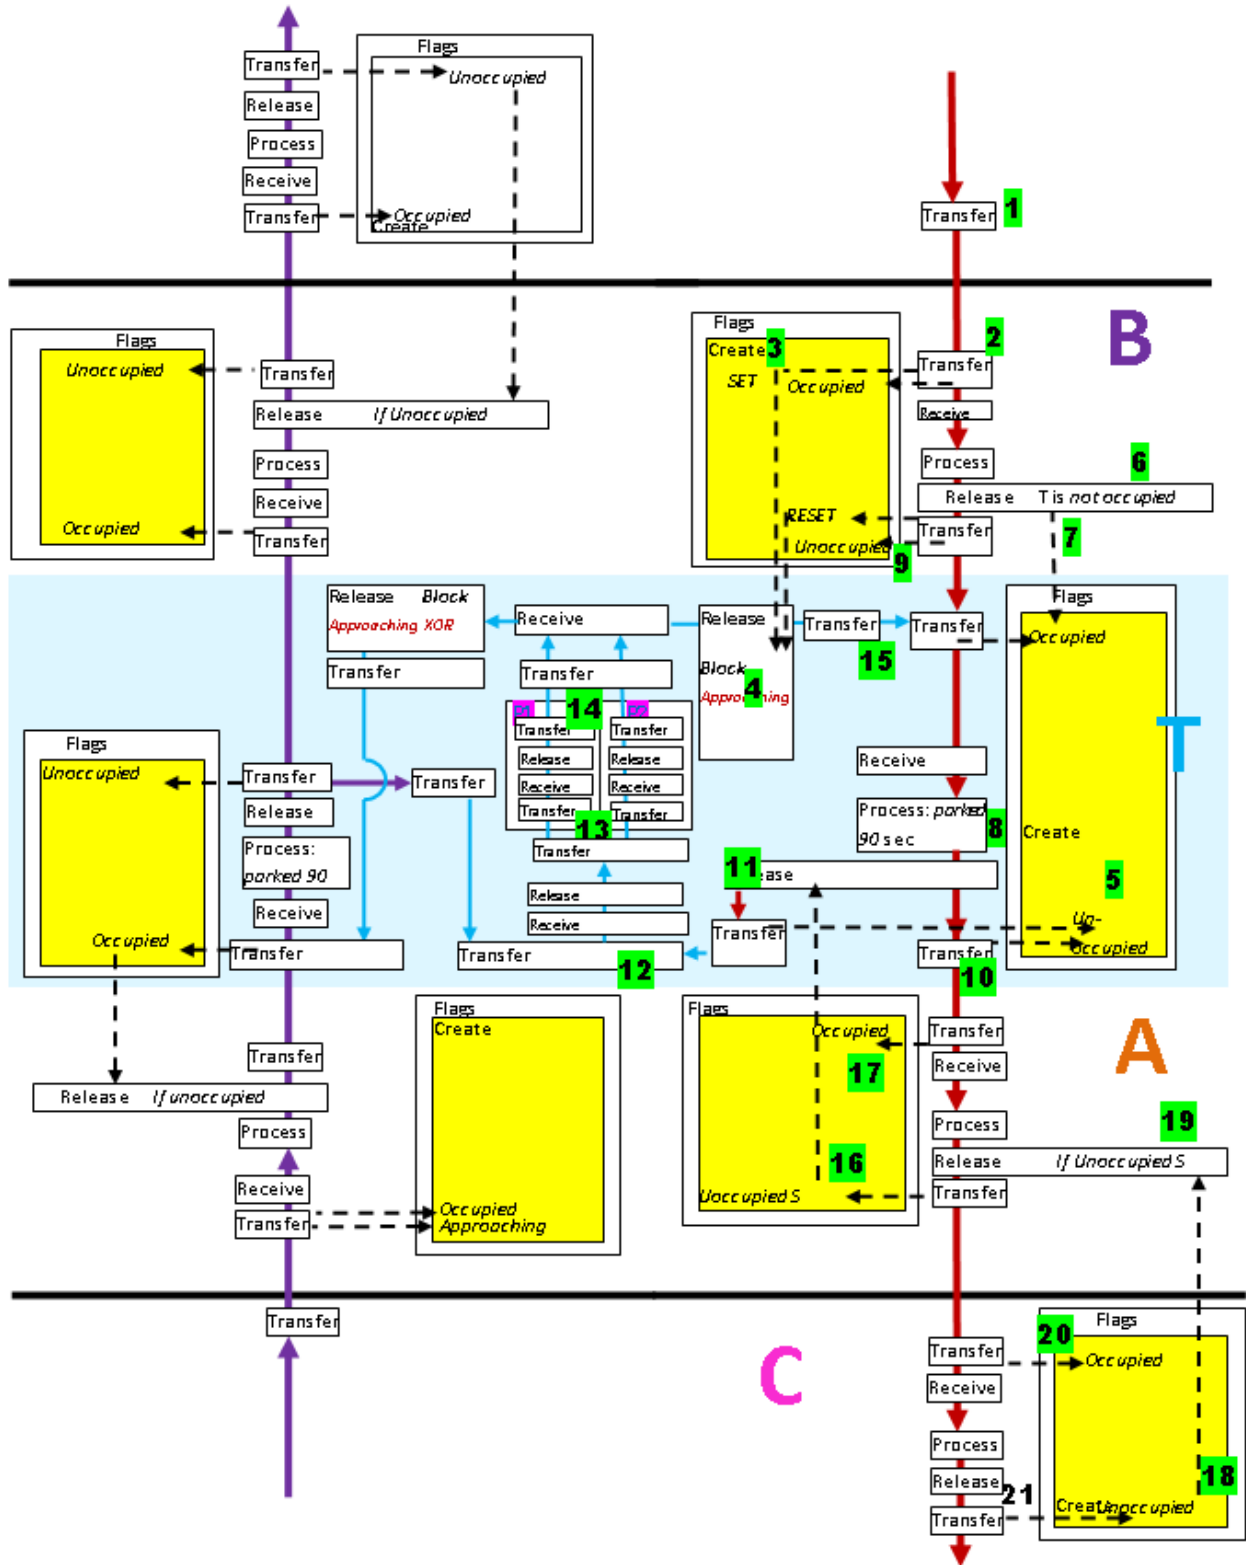 Flags
Transfer
Unoccupied
Release
Process
Receive
Transfer
Occupied
Create
Transfer
1
Flags
Unoccupied
Transfer
Release If Unoccupied
Process
Receive
Occupied
Transfer
Flags
Create 3
SET
Occupied
2
Transfer
Receive
Process
6
Release T is not occupied
RESET
Transfer
Unoccupied
9
7
B
Release Block
Approaching XOR
Transfer
Receive
Transfer
14
Transfer
Transfer
Release
Release
Receive
Receive
Transfer
Transfer
13
Transfer
Release
Receive
Transfer
12
Release
Block
4
Transfer
15
Transfer
Flags
Occupied
T
Receive
Process: parked
90 sec
8
Create
5
11
Transfer
Un-
Occupied
Transfer
10
Flags
Unoccupied
Transfer
Transfer
Release
Process:
parked 90
Receive
Occupied
Transfer
Transfer
Release If unoccupied
Process
Receive
Transfer
Flags
Create
Occupied
Approaching
Flags
Occupied
17
16
Uoccupied S
Transfer
Receive
A
Process
19
Release If Unoccupied S
Transfer
Transfer
C
Flags
20
Transfer
Occupied
Receive
Process
Release
18
21
Create
Unoccupied
Transfer